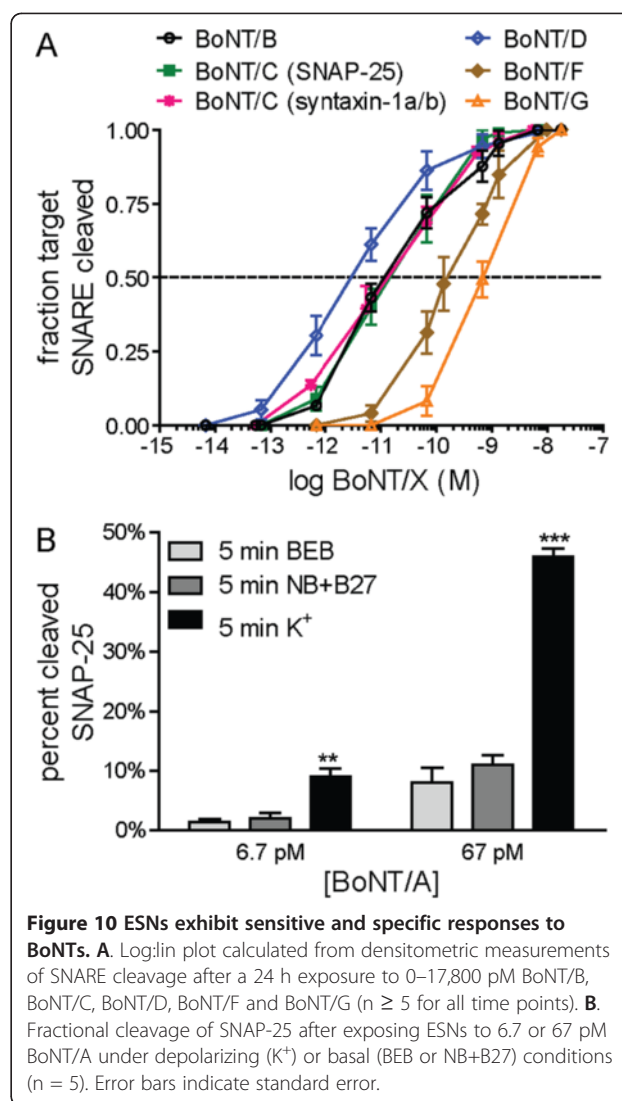 A
BoNT/B
BoNT/C (SNAP-25)
BoNT/C (syntaxin-1a/b)
BoNT/D
BoNT/F
BoNT/G
1.00
0.75
0.50
0.25
0.00
fraction target
SNARE cleaved
-15 -14 -13 -12 -11 -10 -9 -8 -7
log BoNT/X (M)
B
50%
40%
30%
20%
10%
0%
percent cleaved
SNAP-25
5 min BEB
5 min NB+B27
5 min K⁺
**
***
6.7 pM 67 pM
[BoNT/A]
Figure 10 ESNs exhibit sensitive and specific responses to
BoNTs. A. Log:lin plot calculated from densitometric measurements
of SNARE cleavage after a 24 h exposure to 0–17,800 pM BoNT/B,
BoNT/C, BoNT/D, BoNT/F and BoNT/G (n ≥ 5 for all time points). B.
Fractional cleavage of SNAP-25 after exposing ESNs to 6.7 or 67 pM
BoNT/A under depolarizing (K⁺) or basal (BEB or NB+B27) conditions
(n = 5). Error bars indicate standard error.